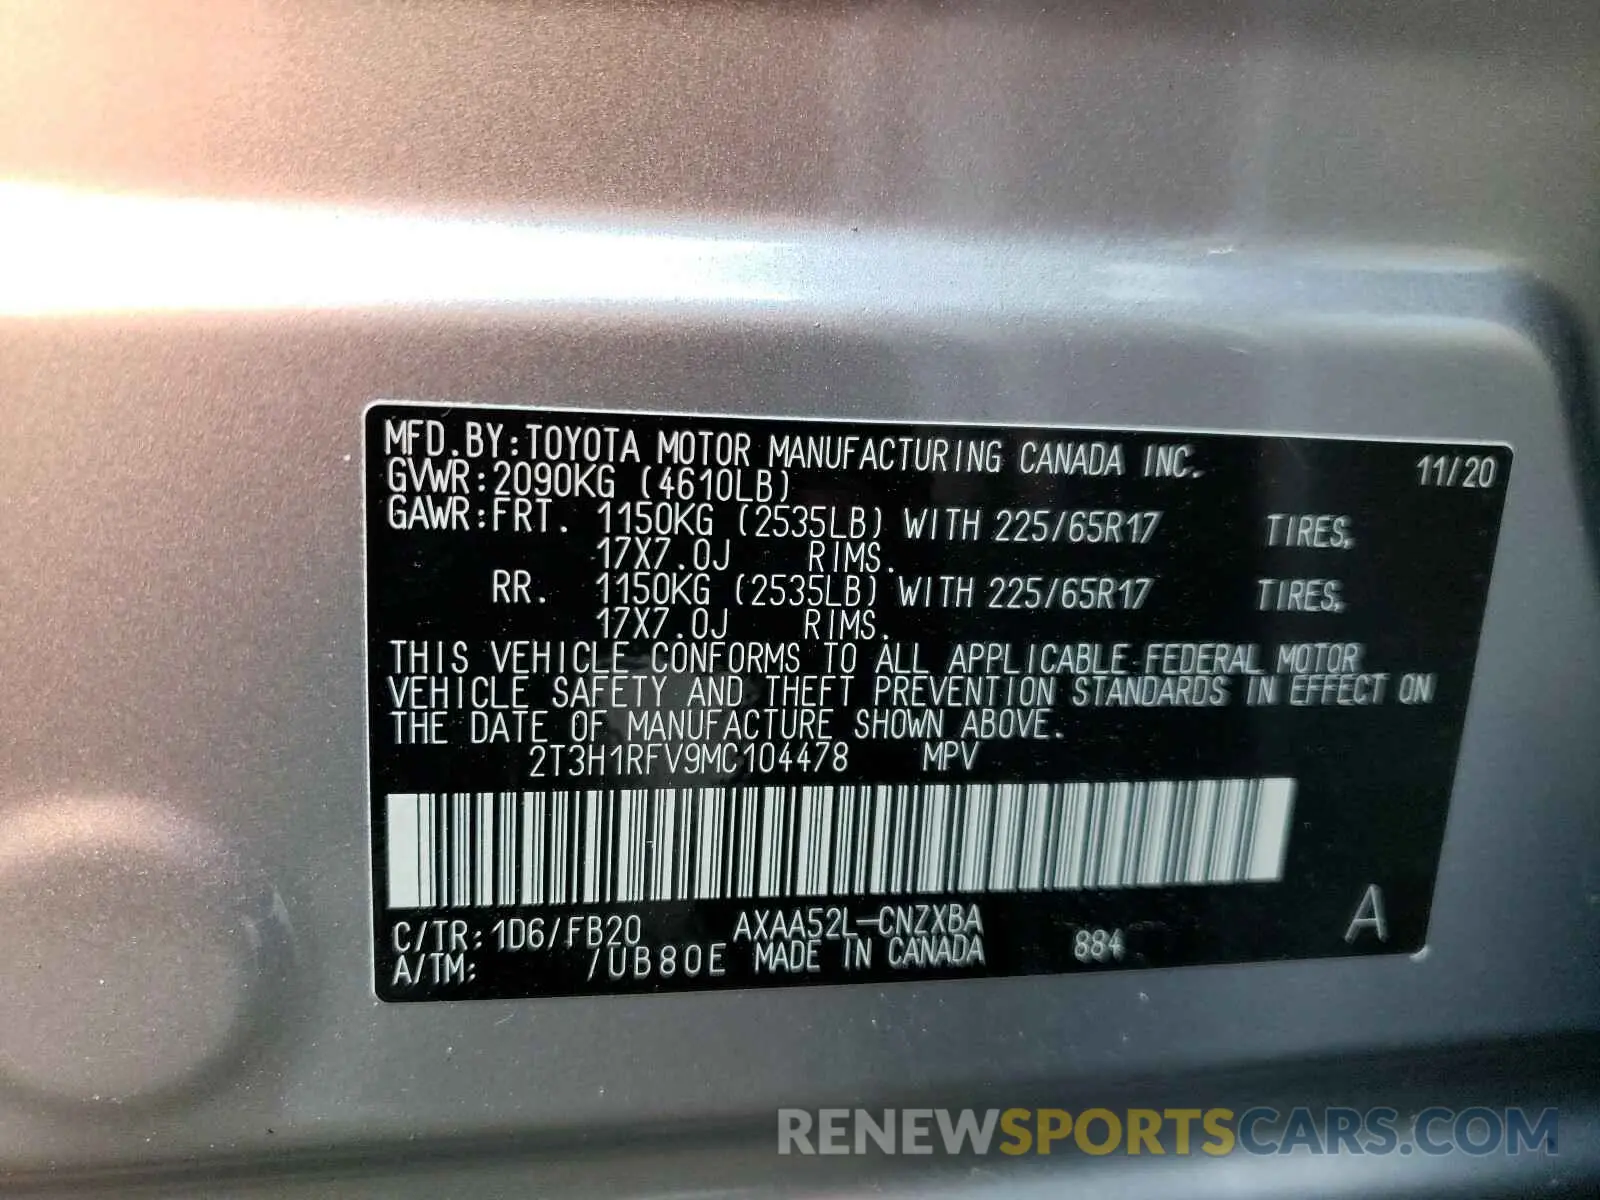 MFD.BY:TOYOTA MOTOR MANUFACTURING CANADA INC. 11/20
GVWR:2090KG (4610LB)
GAWR:FRT. 1150KG (2535LB) WITH 225/65R17 TIRES,
17X7.0J RIMS.
RR. 1150KG (2535LB) WITH 225/65R17 TIRES,
17X7.0J RIMS.
THIS VEHICLE CONFORMS TO ALL APPLICABLE FEDERAL MOTOR
VEHICLE SAFETY AND THEFT PREVENTION STANDARDS IN EFFECT ON
THE DATE OF MANUFACTURE SHOWN ABOVE.
2T3H1RFV9MC104478 MPV
C/TR:1D6/FB20 AXAA52L-CNZXBA A
A/TM: /UB80E MADE IN CANADA 884
RENEWSPORTSCARS.COM